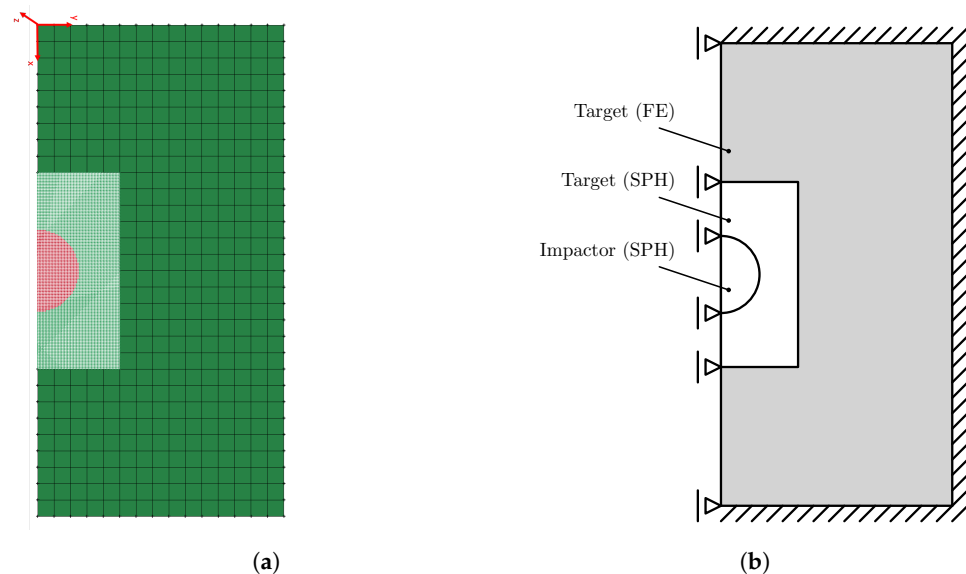 z
Y
x
Target (FE)
Target (SPH)
Impactor (SPH)
(a)
(b)